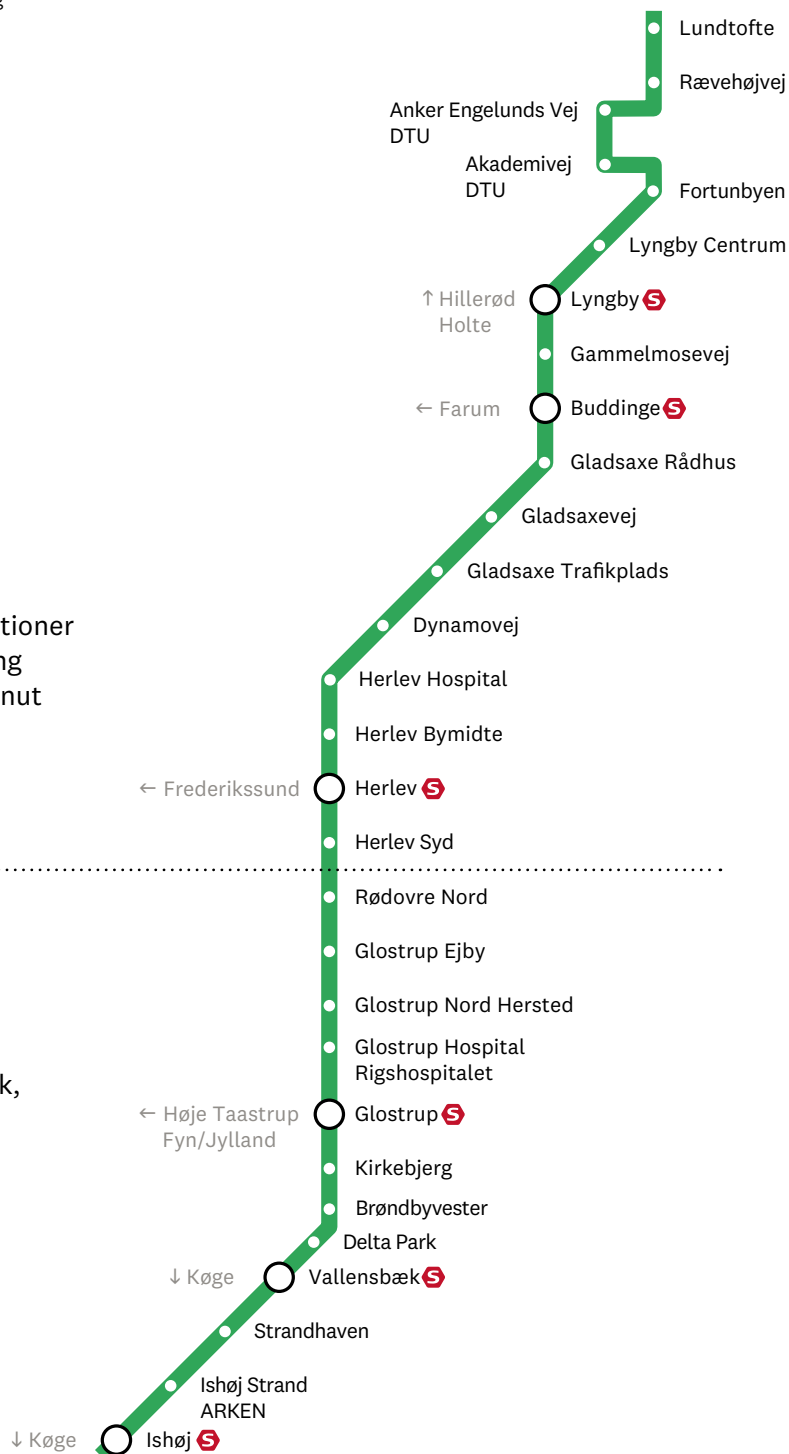 Lundtofte
Rævehøjvej
Anker Engelunds Vej
DTU
Akademivej
DTU
Fortunbyen
Lyngby Centrum
↑ Hillerød
Holte
Lyngby S
Gammelmosevej
← Farum
Buddinge S
Gladsaxe Rådhus
Gladsaxevej
Gladsaxe Trafikplads
tioner
Dynamovej
ng
Herlev Hospital
nut
Herlev Bymidte
← Frederikssund
Herlev S
Herlev Syd
Rødovre Nord
Glostrup Ejby
Glostrup Nord Hersted
Glostrup Hospital
Rigshospitalet
k,
← Høje Taastrup
Fyn/Jylland
Glostrup S
Kirkebjerg
Brøndbyvester
Delta Park
↓ Køge
Vallensbæk S
Strandhaven
Ishøj Strand
ARKEN
↓ Køge
Ishøj S